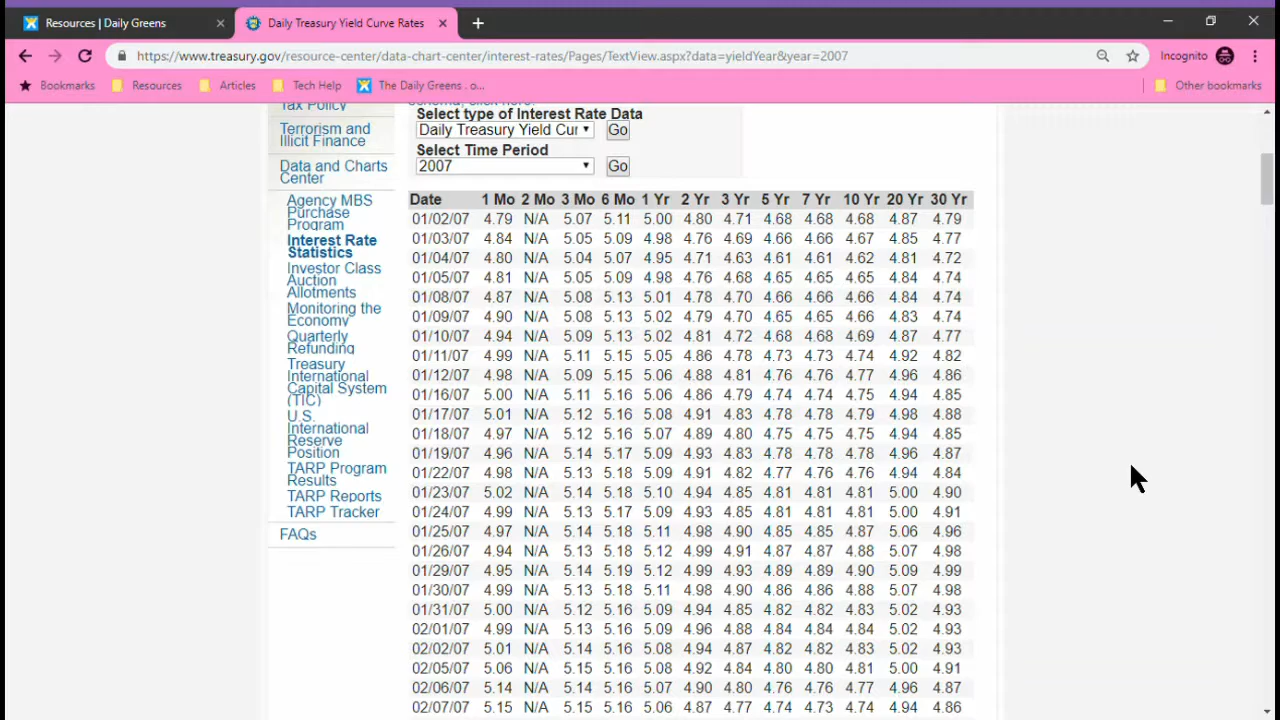 Resources | Daily Greens
Daily Treasury Yield Curve Rates
https://www.treasury.gov/resource-center/data-chart-center/interest-rates/Pages/TextView.aspx?data=yieldYear&year=2007
Incognito
Bookmarks
Resources
Articles
Tech Help
The Daily Greens . o...
Other bookmarks
Tax Policy
Terrorism and
Illicit Finance
Data and Charts
Center
Agency MBS
Purchase
Program
Interest Rate
Statistics
Investor Class
Auction
Allotments
Monitoring the
Economy
Quarterly
Refunding
Treasury
International
Capital System
(TIC)
U.S.
International
Reserve
Position
TARP Program
Results
TARP Reports
TARP Tracker
FAQs
schema, click here.
Select type of Interest Rate Data
Daily Treasury Yield Cur Go
Select Time Period
2007 Go
Date 1 Mo 2 Mo 3 Mo 6 Mo 1 Yr 2 Yr 3 Yr 5 Yr 7 Yr 10 Yr 20 Yr 30 Yr
01/02/07 4.79 N/A 5.07 5.11 5.00 4.80 4.71 4.68 4.68 4.68 4.87 4.79
01/03/07 4.84 N/A 5.05 5.09 4.98 4.76 4.69 4.66 4.66 4.67 4.85 4.77
01/04/07 4.80 N/A 5.04 5.07 4.95 4.71 4.63 4.61 4.61 4.62 4.81 4.72
01/05/07 4.81 N/A 5.05 5.09 4.98 4.76 4.68 4.65 4.65 4.65 4.84 4.74
01/08/07 4.87 N/A 5.08 5.13 5.01 4.78 4.70 4.66 4.66 4.66 4.84 4.74
01/09/07 4.90 N/A 5.08 5.13 5.02 4.79 4.70 4.65 4.65 4.66 4.83 4.74
01/10/07 4.94 N/A 5.09 5.13 5.02 4.81 4.72 4.68 4.68 4.69 4.87 4.77
01/11/07 4.99 N/A 5.11 5.15 5.05 4.86 4.78 4.73 4.73 4.74 4.92 4.82
01/12/07 4.98 N/A 5.09 5.15 5.06 4.88 4.81 4.76 4.76 4.77 4.96 4.86
01/16/07 5.00 N/A 5.11 5.16 5.06 4.86 4.79 4.74 4.74 4.75 4.94 4.85
01/17/07 5.01 N/A 5.12 5.16 5.08 4.91 4.83 4.78 4.78 4.79 4.98 4.88
01/18/07 4.97 N/A 5.12 5.16 5.07 4.89 4.80 4.75 4.75 4.75 4.94 4.85
01/19/07 4.96 N/A 5.14 5.17 5.09 4.93 4.83 4.78 4.78 4.78 4.96 4.87
01/22/07 4.98 N/A 5.13 5.18 5.09 4.91 4.82 4.77 4.76 4.76 4.94 4.84
01/23/07 5.02 N/A 5.14 5.18 5.10 4.94 4.85 4.81 4.81 4.81 5.00 4.90
01/24/07 4.99 N/A 5.13 5.17 5.09 4.93 4.85 4.81 4.81 4.81 5.00 4.91
01/25/07 4.97 N/A 5.14 5.18 5.11 4.98 4.90 4.85 4.85 4.87 5.06 4.96
01/26/07 4.94 N/A 5.13 5.18 5.12 4.99 4.91 4.87 4.87 4.88 5.07 4.98
01/29/07 4.95 N/A 5.14 5.19 5.12 4.99 4.93 4.89 4.89 4.90 5.09 4.99
01/30/07 4.99 N/A 5.13 5.18 5.11 4.98 4.90 4.86 4.86 4.88 5.07 4.98
01/31/07 5.00 N/A 5.12 5.16 5.09 4.94 4.85 4.82 4.82 4.83 5.02 4.93
02/01/07 4.99 N/A 5.13 5.16 5.09 4.96 4.88 4.84 4.84 4.84 5.02 4.93
02/02/07 5.01 N/A 5.14 5.16 5.08 4.94 4.87 4.82 4.82 4.83 5.02 4.93
02/05/07 5.06 N/A 5.15 5.16 5.08 4.92 4.84 4.80 4.80 4.81 5.00 4.91
02/06/07 5.14 N/A 5.14 5.16 5.07 4.90 4.80 4.76 4.76 4.77 4.96 4.87
02/07/07 5.15 N/A 5.15 5.16 5.06 4.87 4.77 4.74 4.73 4.74 4.94 4.86